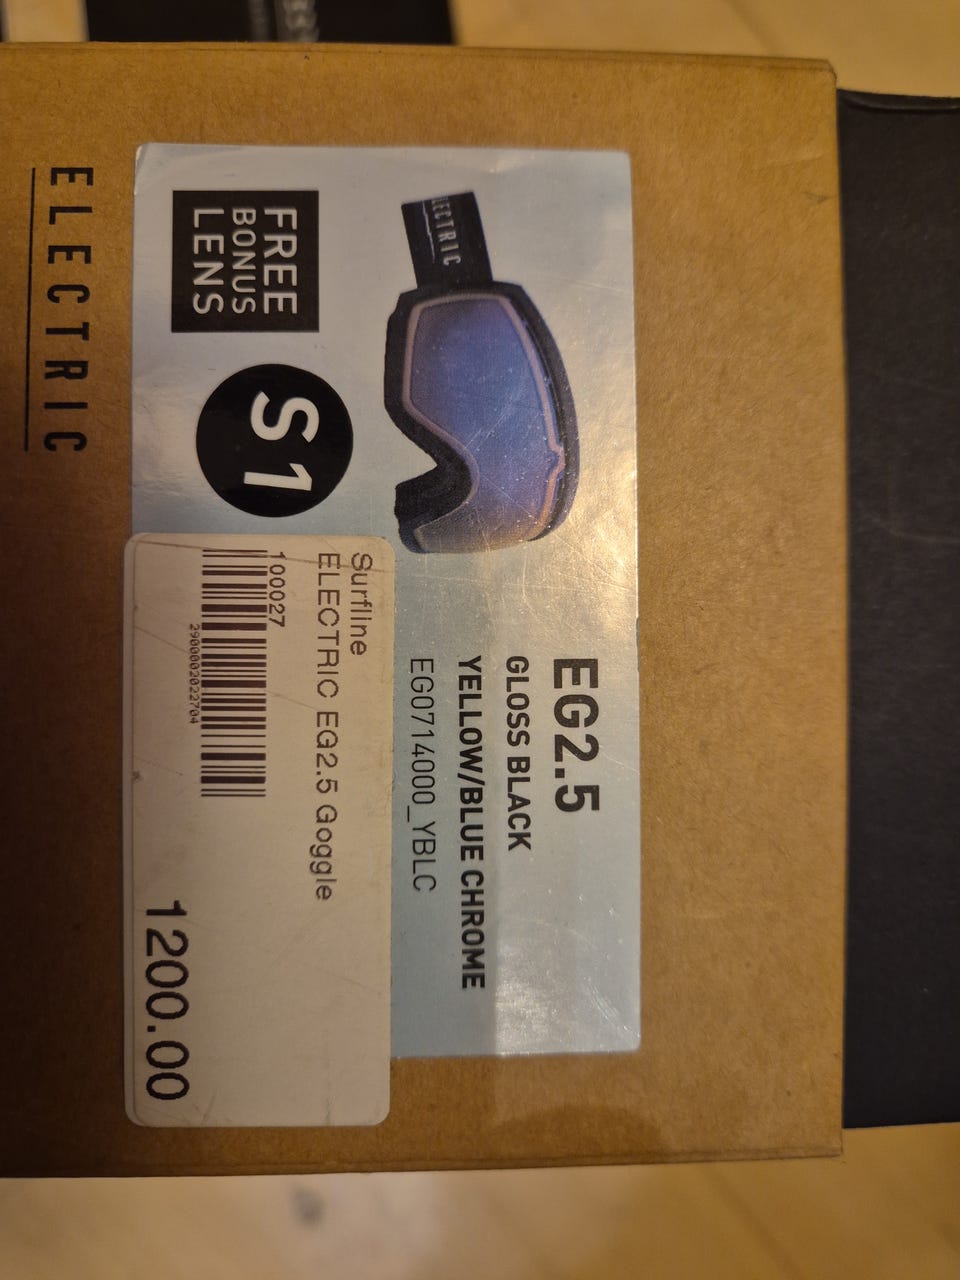 ELECTRIC
EG2.5
GLOSS BLACK
YELLOW/BLUE CHROME
EG0714000_YBLC
LECTRIC
FREE
BONUS
LENS
S1
Surfline
ELECTRIC EG2.5 Goggle
100027
2900002022704
1200.00